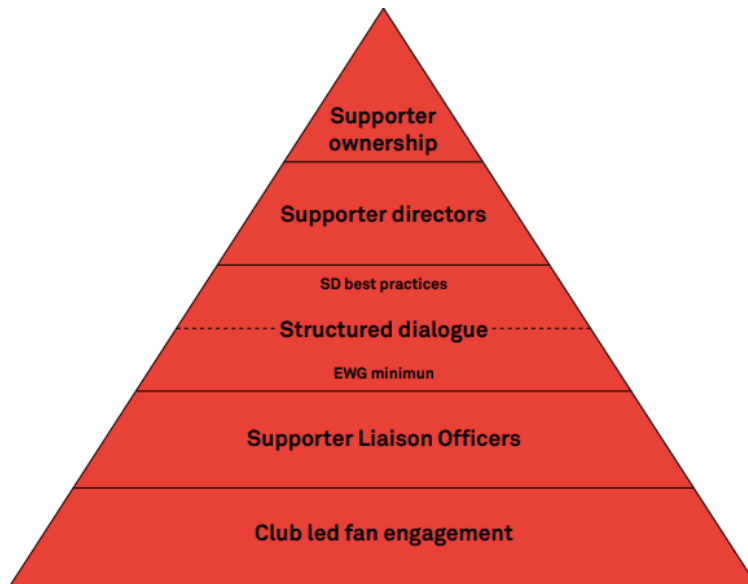 Supporter
ownership
Supporter directors
SD best practices
Structured dialogue
EWG minimun
Supporter Liaison Officers
Club led fan engagement